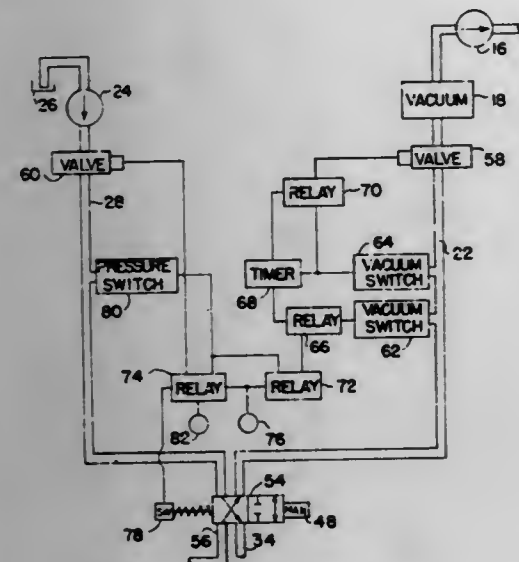 16
26
24
VACUUM
18
60
VALVE
VALVE
58
28
RELAY
70
64
22
PRESSURE
SWITCH
80
TIMER
68
VACUUM
SWITCH
RELAY
66
VACUUM
SWITCH
62
74
RELAY
RELAY
72
82
76
54
78
56
34
MAN
48